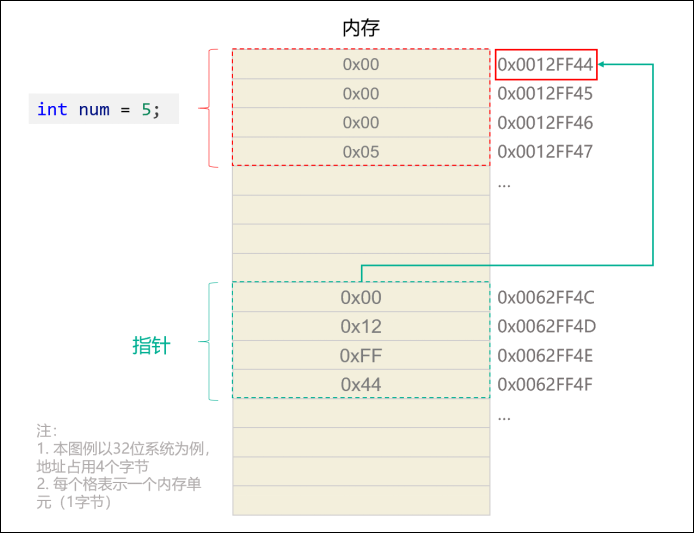 内存
int num = 5;
0x00 0x0012FF44
0x00 0x0012FF45
0x00 0x0012FF46
0x05 0x0012FF47
...
指针
0x00 0x0062FF4C
0x12 0x0062FF4D
0xFF 0x0062FF4E
0x44 0x0062FF4F
...
注：
1. 本图例以32位系统为例，
地址占用4个字节
2. 每个格表示一个内存单
元（1字节）